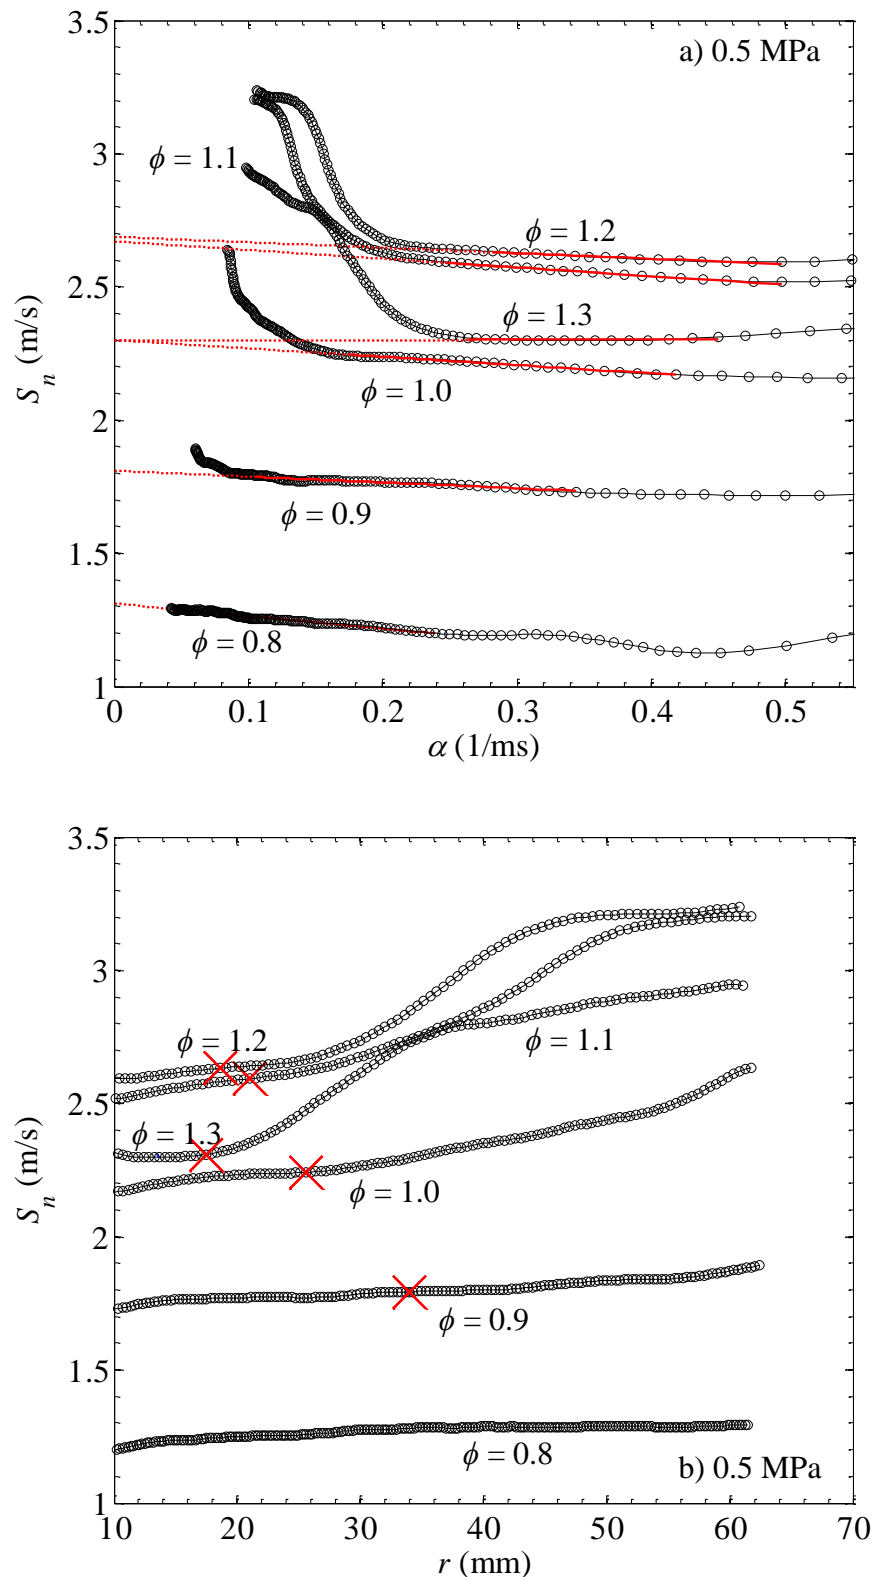 3.5
a) 0.5 MPa
ϕ = 1.1
3
ϕ = 1.2
2.5
ϕ = 1.3
Sn (m/s)
ϕ = 1.0
2
ϕ = 0.9
1.5
ϕ = 0.8
1
0 0.1 0.2 0.3 0.4 0.5
α (1/ms)
3.5
3
ϕ = 1.2
ϕ = 1.1
2.5
ϕ = 1.3
Sn (m/s)
ϕ = 1.0
2
ϕ = 0.9
1.5
ϕ = 0.8
b) 0.5 MPa
1
10 20 30 40 50 60 70
r (mm)